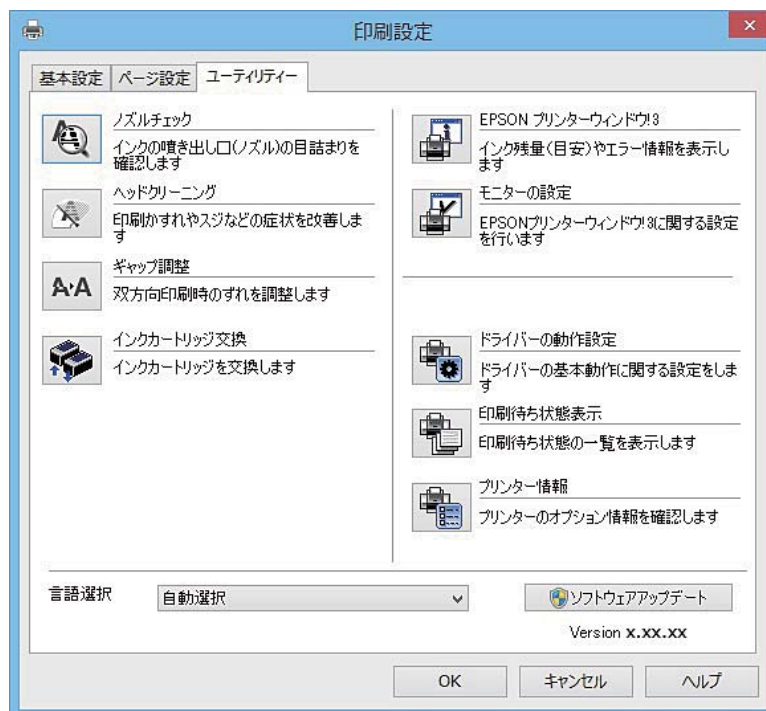 印刷設定
基本設定
ページ設定
ユーティリティー
ノズルチェック
インクの噴き出し口(ノズル)の目詰まりを
確認します
ヘッドクリーニング
印刷かすれやスジなどの症状を改善しま
す
ギャップ調整
双方向印刷時のずれを調整します
インクカートリッジ交換
インクカートリッジを交換します
EPSON プリンターウィンドウ!3
インク残量(目安)やエラー情報を表示し
ます
モニターの設定
EPSONプリンターウィンドウ!3に関する設定
を行います
ドライバーの動作設定
ドライバーの基本動作に関する設定をしま
す
印刷待ち状態表示
印刷待ち状態の一覧を表示します
プリンター情報
プリンターのオプション情報を確認します
言語選択
自動選択
ソフトウェアアップデート
Version x.xx.xx
OK
キャンセル
ヘルプ